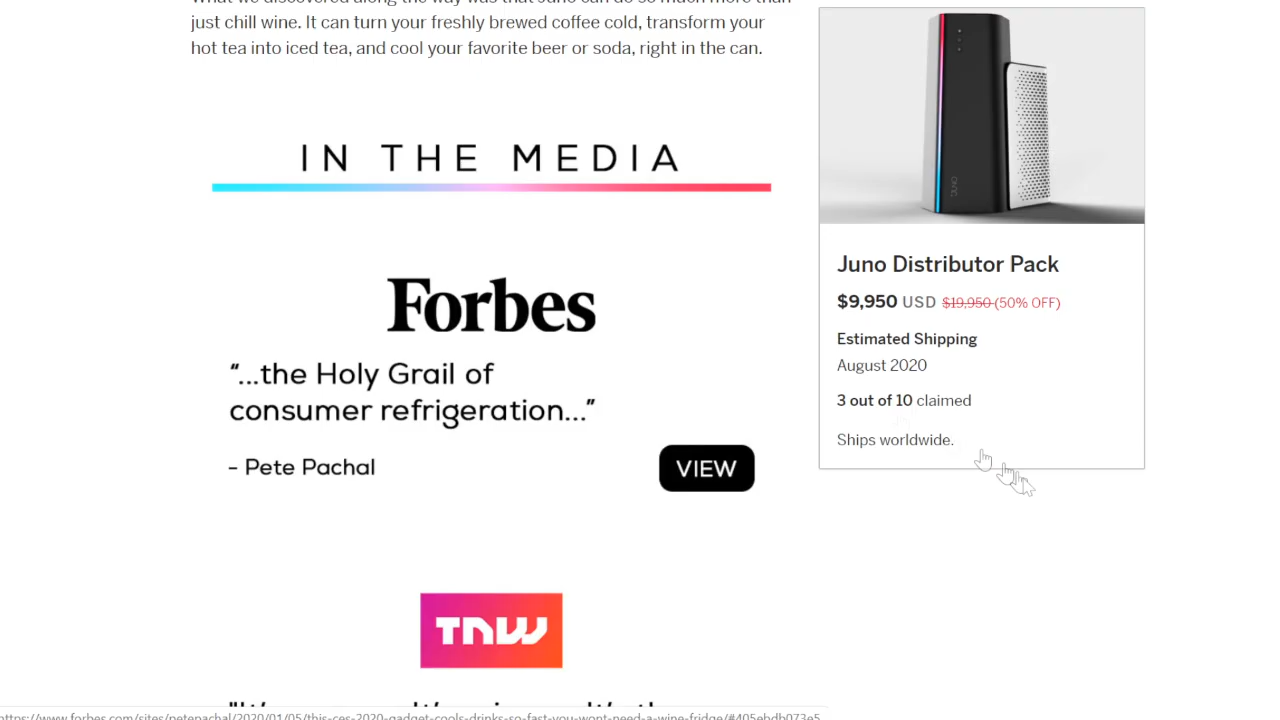 just chill wine. It can turn your freshly brewed coffee cold, transform your
hot tea into iced tea, and cool your favorite beer or soda, right in the can.
IN THE MEDIA
Forbes
“...the Holy Grail of
consumer refrigeration...”
- Pete Pachal
VIEW
TNW
JUNO
Juno Distributor Pack
$9,950 USD $19,950 (50% OFF)
Estimated Shipping
August 2020
3 out of 10 claimed
Ships worldwide.